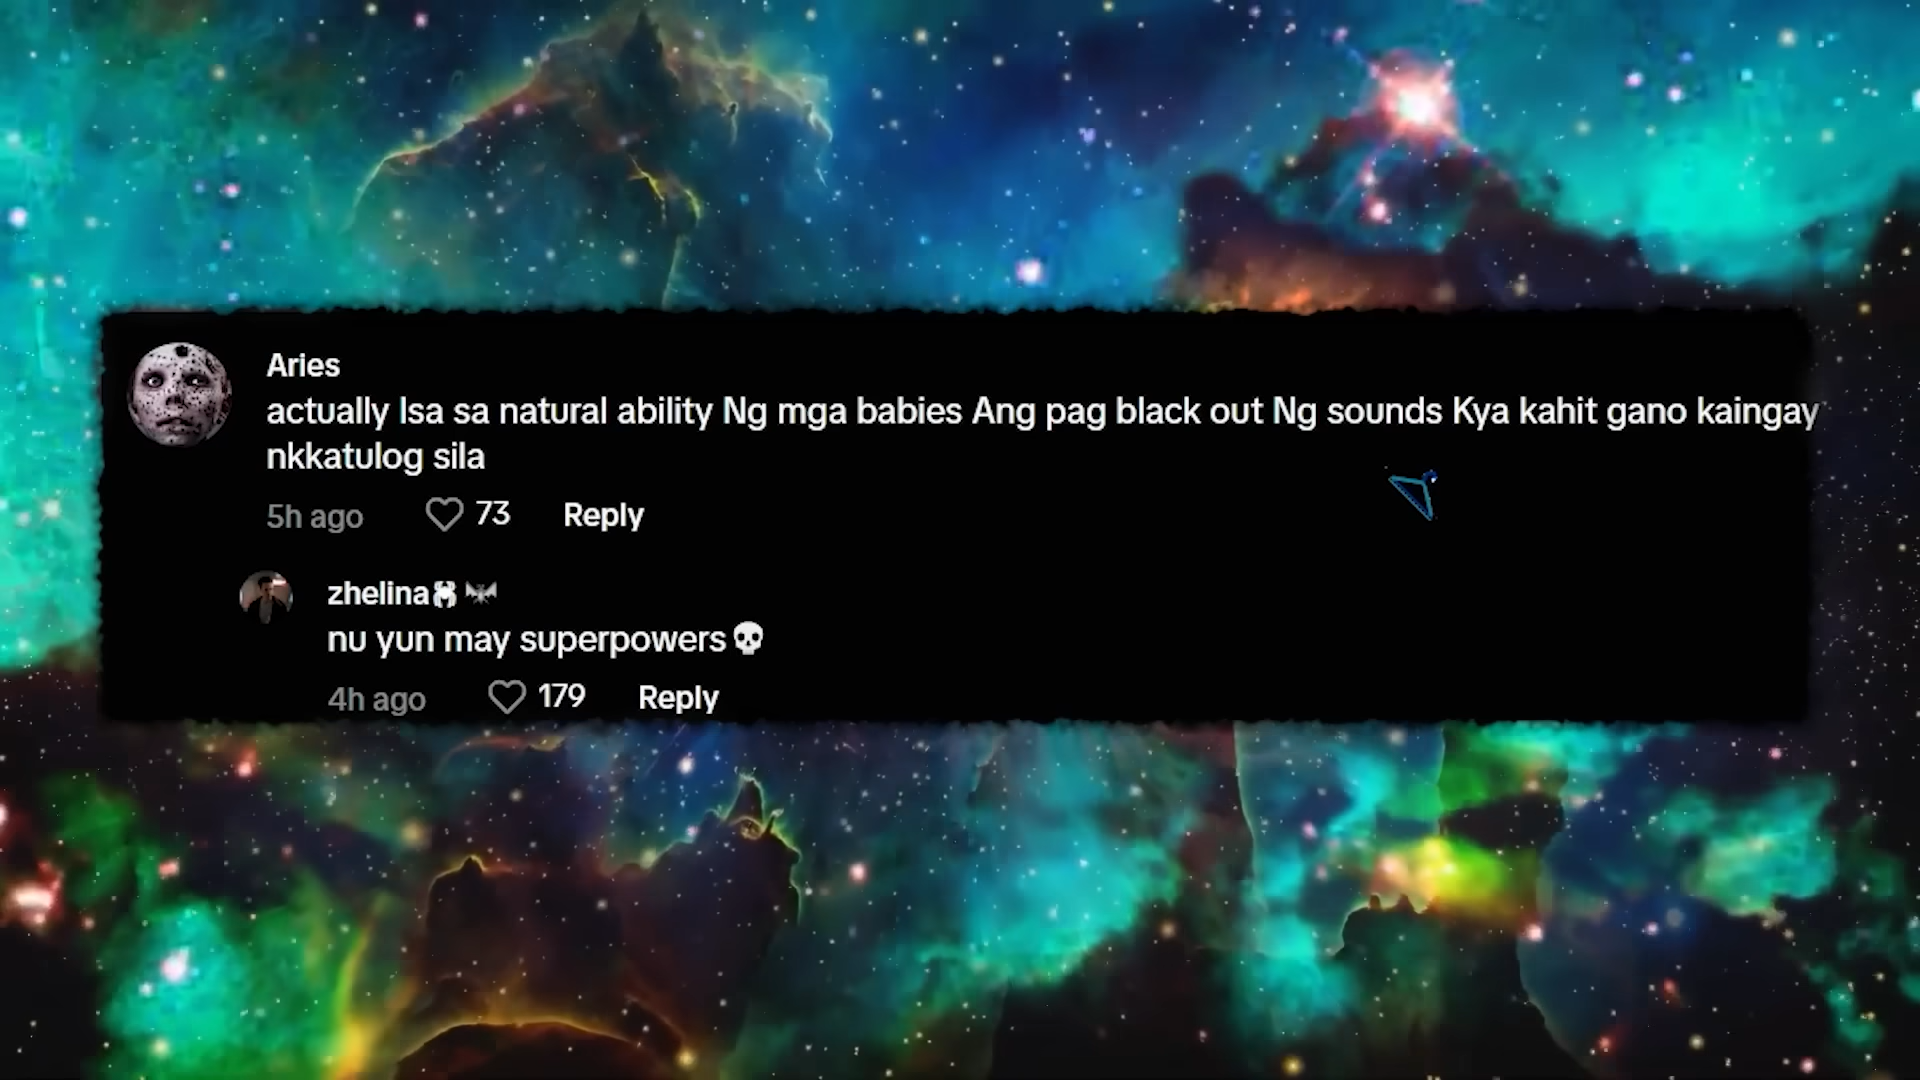 Aries
actually Isa sa natural ability Ng mga babies Ang pag black out Ng sounds Kya kahit gano kaingay
nkkatulog sila
5h ago 73 Reply
zhelina🕷🦇
nu yun may superpowers💀
4h ago 179 Reply